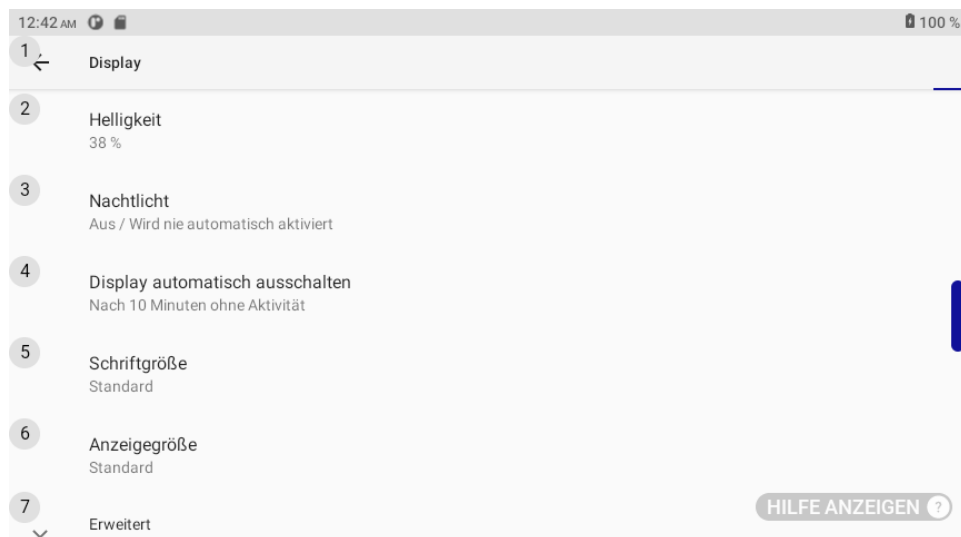 12:42 AM 100 %
1 Display
2 Helligkeit
38 %
3 Nachtlicht
Aus / Wird nie automatisch aktiviert
4 Display automatisch ausschalten
Nach 10 Minuten ohne Aktivität
5 Schriftgröße
Standard
6 Anzeigegröße
Standard
7 Erweitert
HILFE ANZEIGEN ?